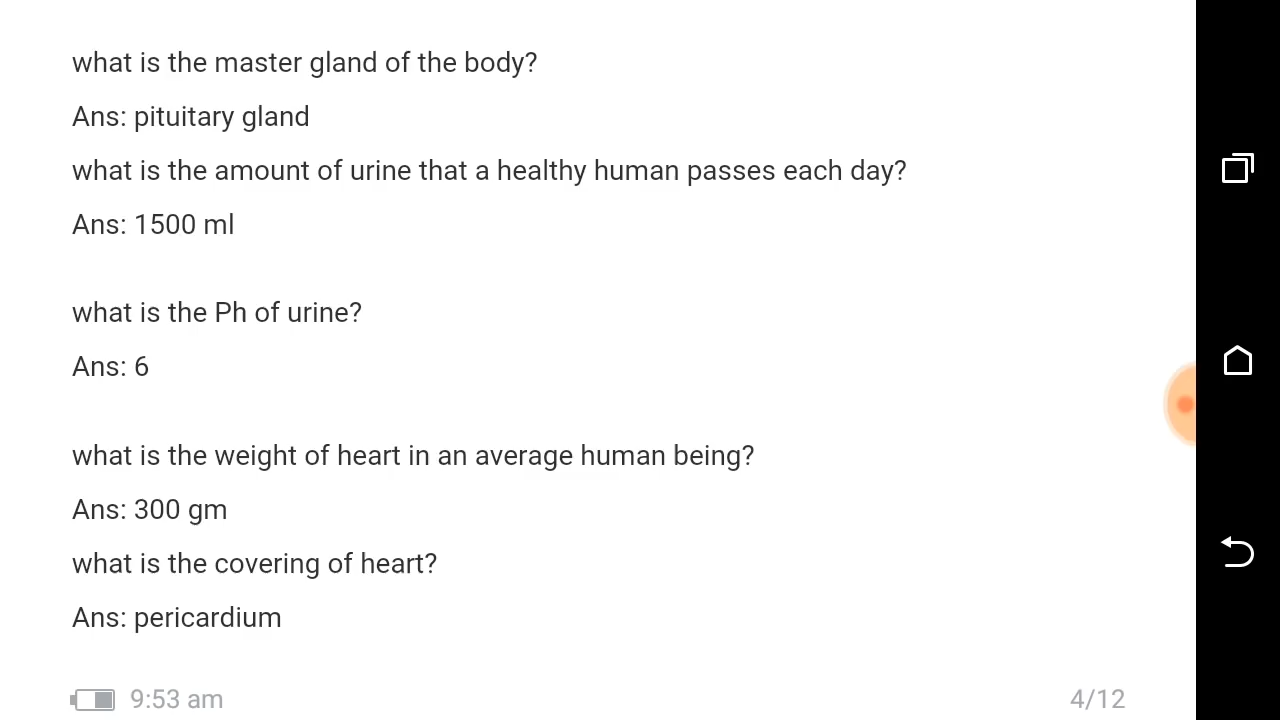 what is the master gland of the body?
Ans: pituitary gland
what is the amount of urine that a healthy human passes each day?
Ans: 1500 ml
what is the Ph of urine?
Ans: 6
what is the weight of heart in an average human being?
Ans: 300 gm
what is the covering of heart?
Ans: pericardium
9:53 am
4/12